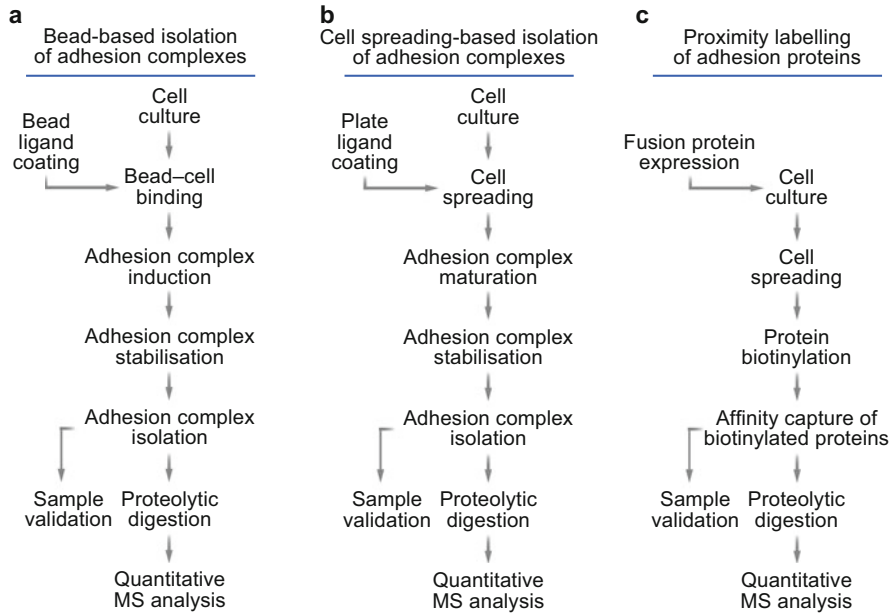 a
Bead-based isolation
of adhesion complexes
Cell
culture
Bead
ligand
coating
Bead–cell
binding
Adhesion complex
induction
Adhesion complex
stabilisation
Adhesion complex
isolation
Sample
validation
Proteolytic
digestion
Quantitative
MS analysis
b
Cell spreading-based isolation
of adhesion complexes
Cell
culture
Plate
ligand
coating
Cell
spreading
Adhesion complex
maturation
Adhesion complex
stabilisation
Adhesion complex
isolation
Sample
validation
Proteolytic
digestion
Quantitative
MS analysis
c
Proximity labelling
of adhesion proteins
Fusion protein
expression
Cell
culture
Cell
spreading
Protein
biotinylation
Affinity capture of
biotinylated proteins
Sample
validation
Proteolytic
digestion
Quantitative
MS analysis